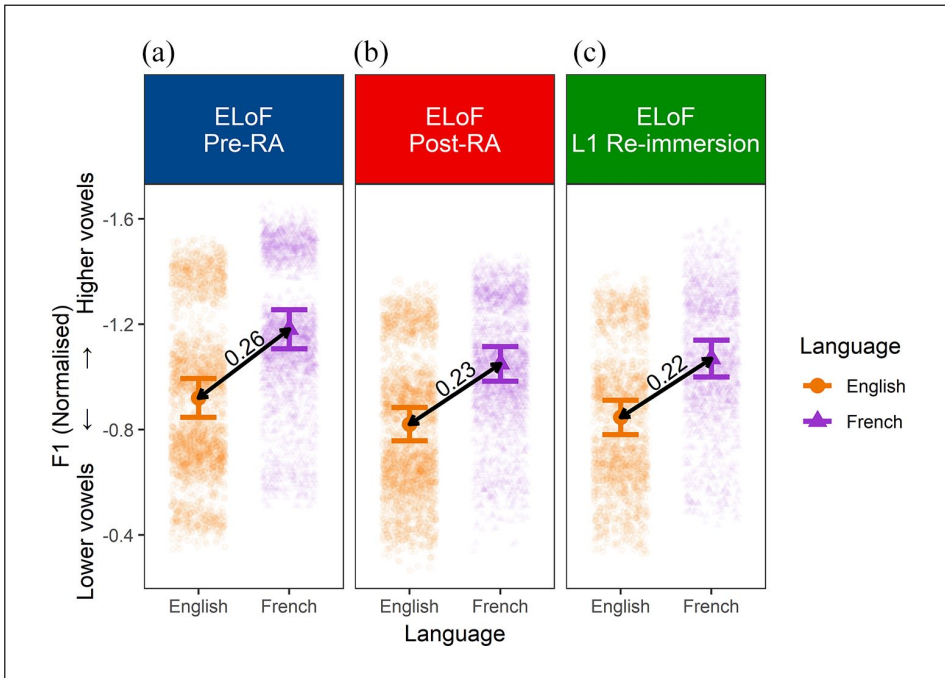 (a)
(b)
(c)
ELoF
Pre-RA
ELoF
Post-RA
ELoF
L1 Re-immersion
F1 (Normalised)
Lower vowels ← → Higher vowels
-1.6
-1.2
-0.8
-0.4
0.26
0.23
0.22
English
French
English
French
English
French
Language
Language
English
French